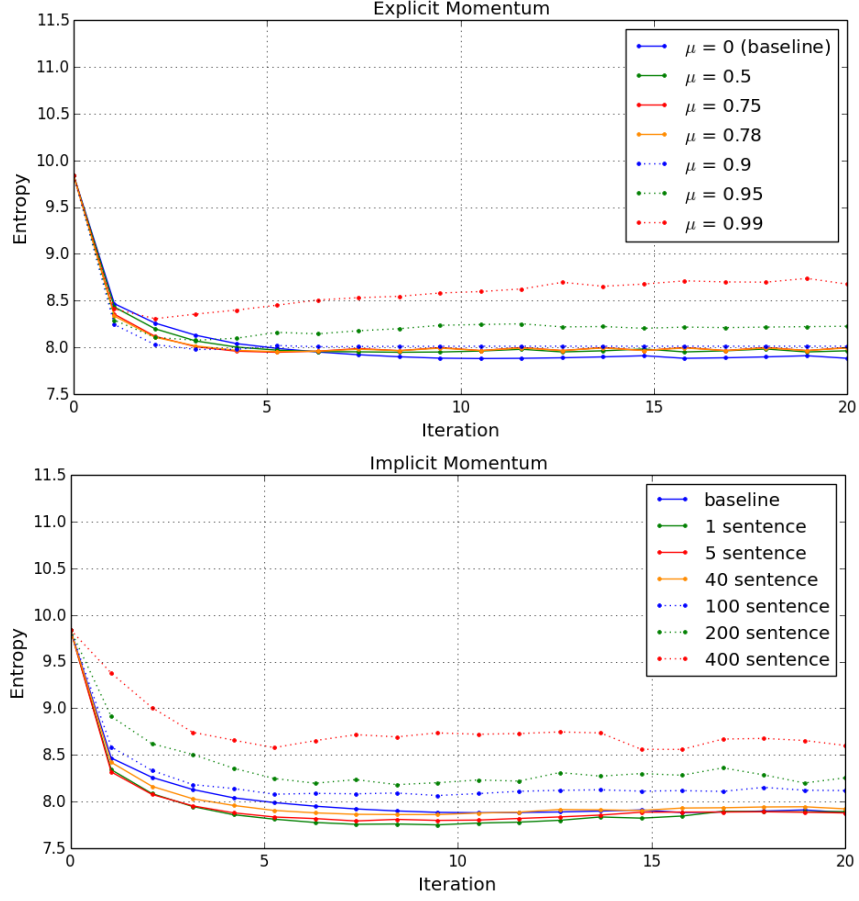 Explicit Momentum
11.5
11.0
10.5
10.0
9.5
9.0
8.5
8.0
7.5
Entropy
μ = 0 (baseline)
μ = 0.5
μ = 0.75
μ = 0.78
μ = 0.9
μ = 0.95
μ = 0.99
0 5 10 15 20
Iteration
Implicit Momentum
11.5
11.0
10.5
10.0
9.5
9.0
8.5
8.0
7.5
Entropy
baseline
1 sentence
5 sentence
40 sentence
100 sentence
200 sentence
400 sentence
0 5 10 15 20
Iteration